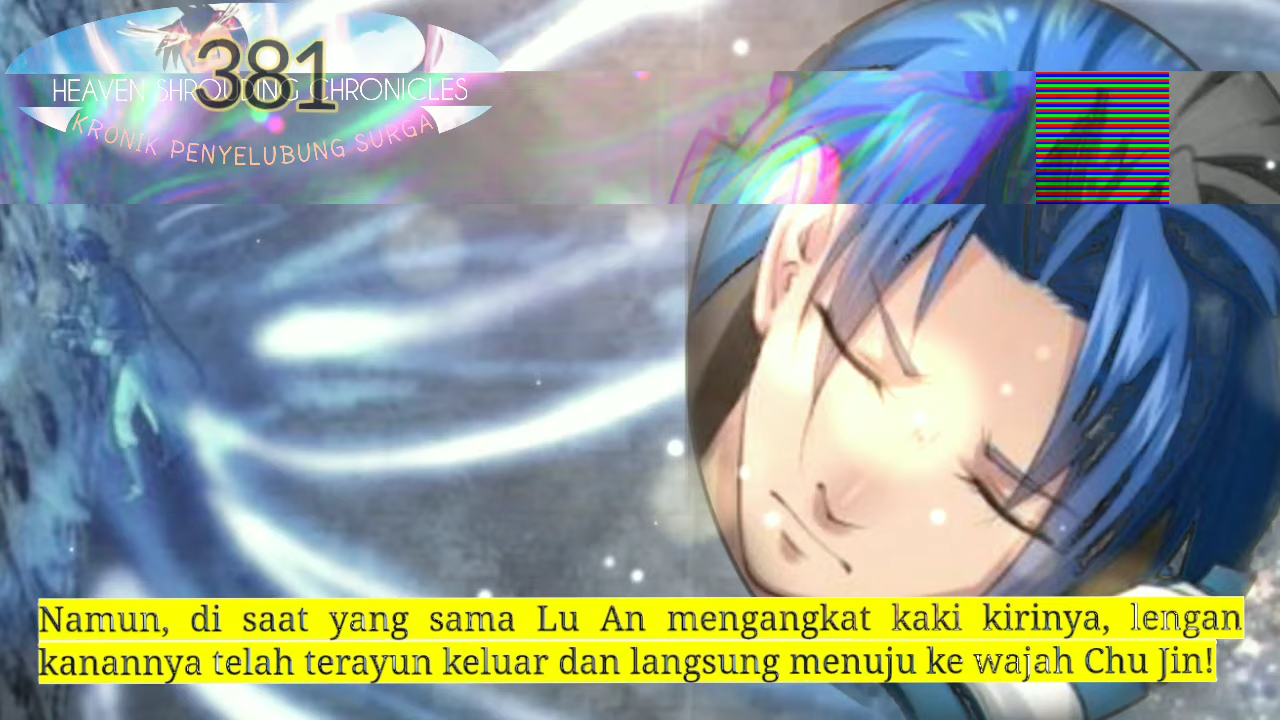 381
HEAVEN SHROUDING CHRONICLES
KRONIK PENYELUBUNG SURGA
Namun, di saat yang sama Lu An mengangkat kaki kirinya, lengan
kanannya telah terayun keluar dan langsung menuju ke wajah Chu Jin!